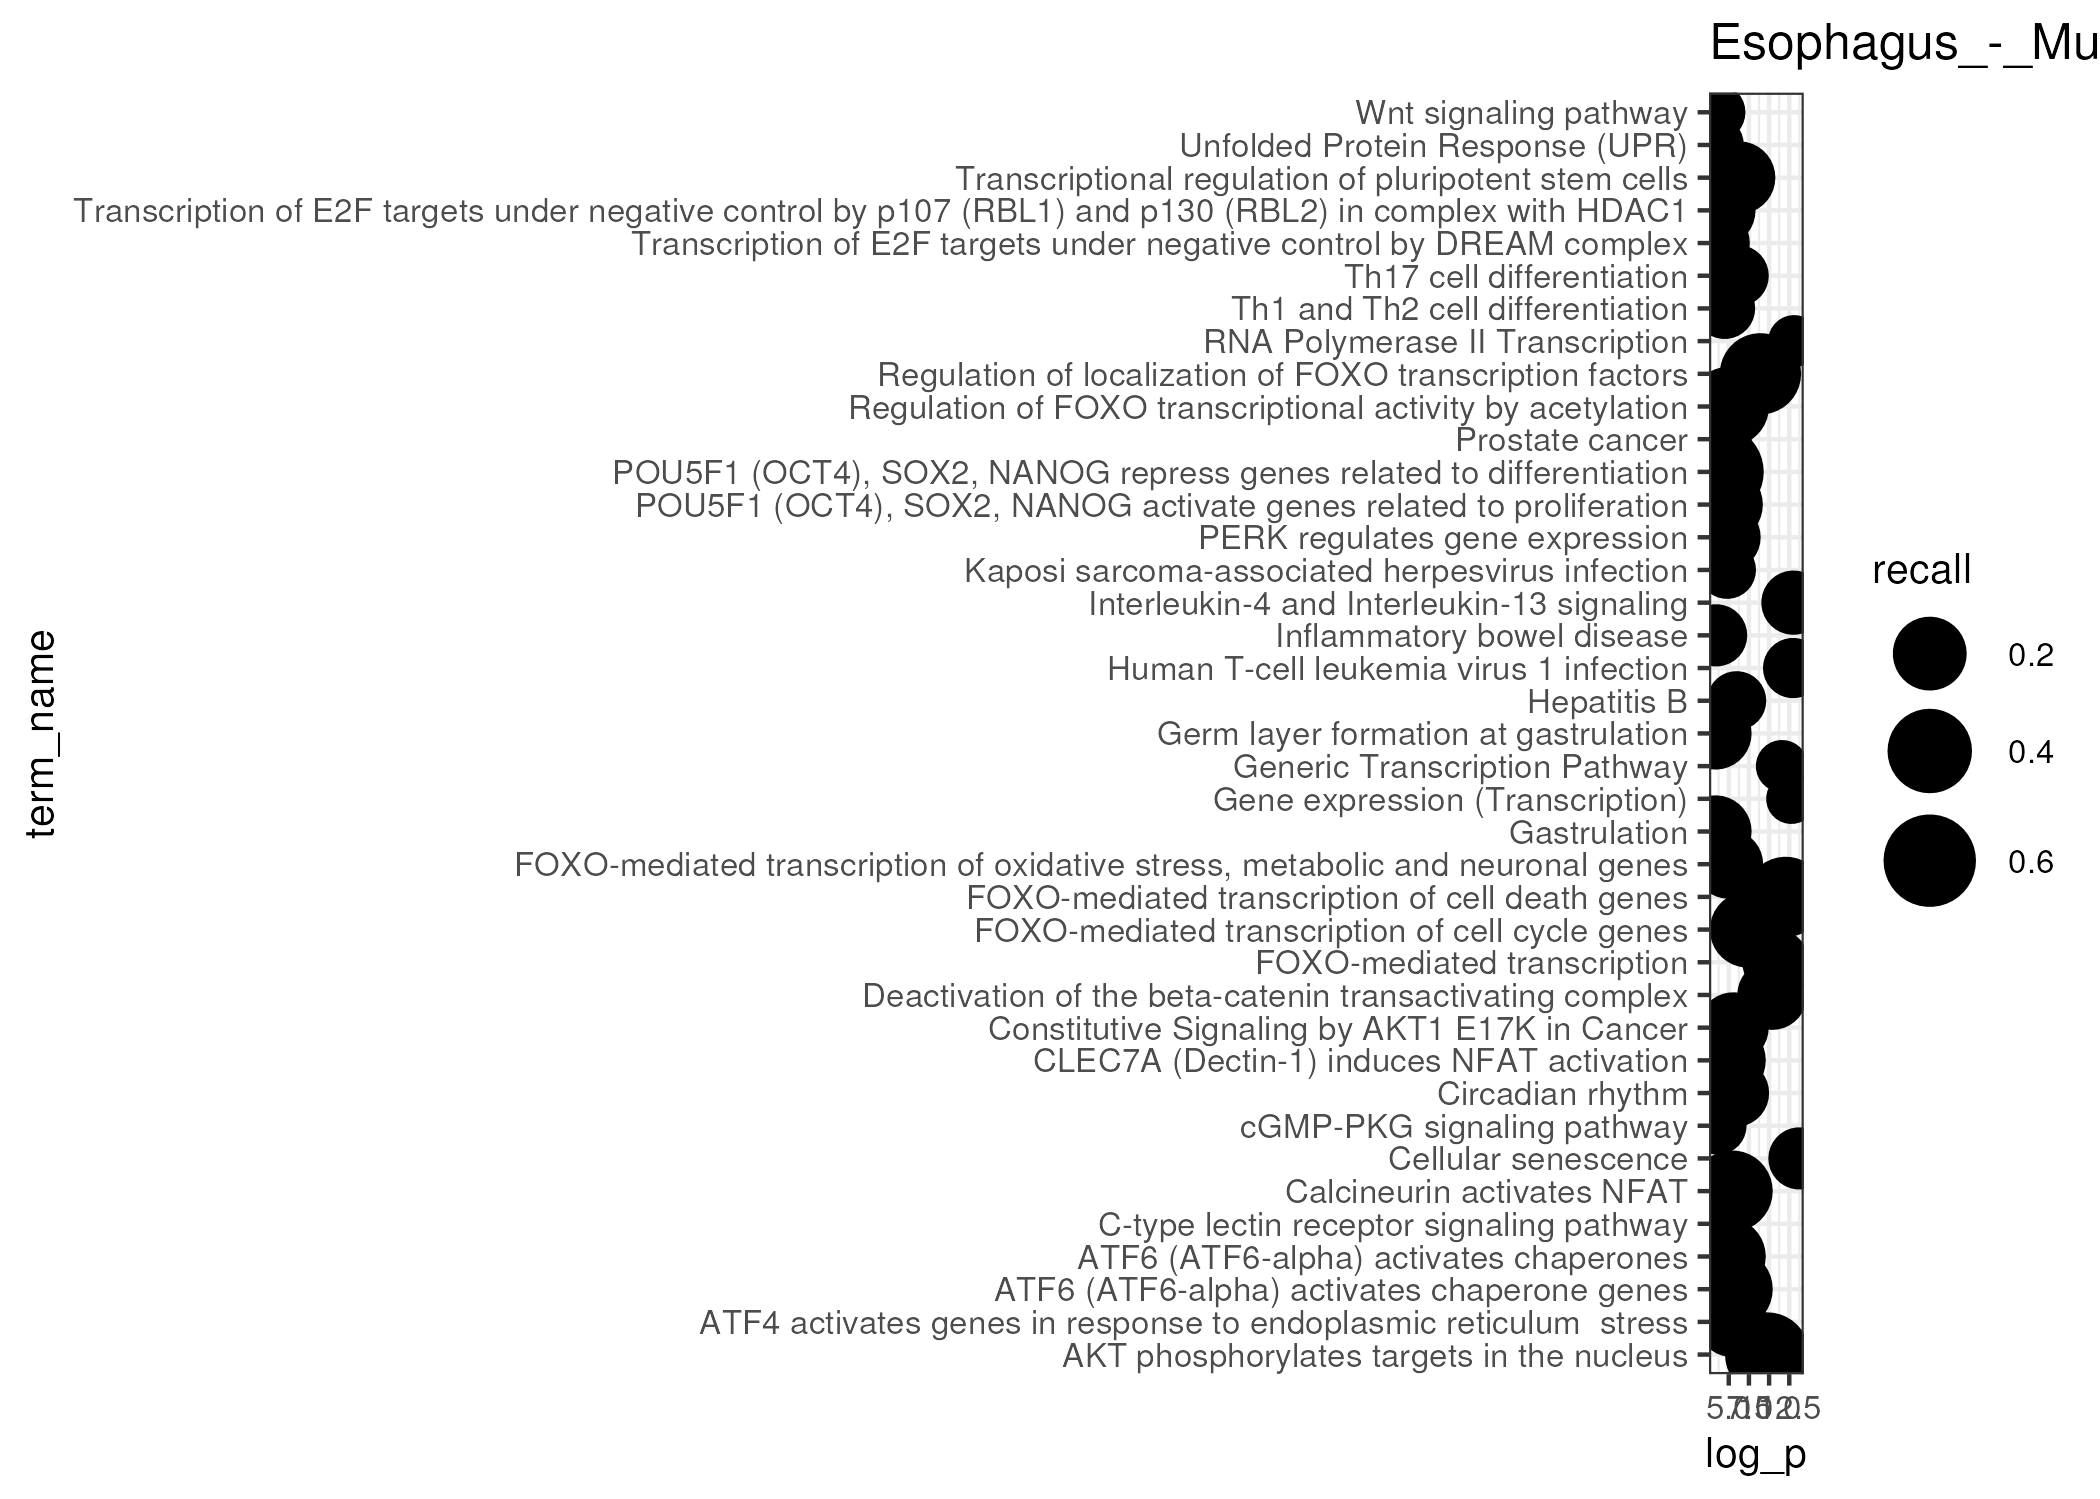 Esophagus_-_Mu
Wnt signaling pathway
Unfolded Protein Response (UPR)
Transcriptional regulation of pluripotent stem cells
Transcription of E2F targets under negative control by p107 (RBL1) and p130 (RBL2) in complex with HDAC1
Transcription of E2F targets under negative control by DREAM complex
Th17 cell differentiation
Th1 and Th2 cell differentiation
RNA Polymerase II Transcription
Regulation of localization of FOXO transcription factors
Regulation of FOXO transcriptional activity by acetylation
Prostate cancer
POU5F1 (OCT4), SOX2, NANOG repress genes related to differentiation
POU5F1 (OCT4), SOX2, NANOG activate genes related to proliferation
PERK regulates gene expression
Kaposi sarcoma-associated herpesvirus infection
Interleukin-4 and Interleukin-13 signaling
Inflammatory bowel disease
Human T-cell leukemia virus 1 infection
Hepatitis B
Germ layer formation at gastrulation
Generic Transcription Pathway
Gene expression (Transcription)
Gastrulation
FOXO-mediated transcription of oxidative stress, metabolic and neuronal genes
FOXO-mediated transcription of cell death genes
FOXO-mediated transcription of cell cycle genes
FOXO-mediated transcription
Deactivation of the beta-catenin transactivating complex
Constitutive Signaling by AKT1 E17K in Cancer
CLEC7A (Dectin-1) induces NFAT activation
Circadian rhythm
cGMP-PKG signaling pathway
Cellular senescence
Calcineurin activates NFAT
C-type lectin receptor signaling pathway
ATF6 (ATF6-alpha) activates chaperones
ATF6 (ATF6-alpha) activates chaperone genes
ATF4 activates genes in response to endoplasmic reticulum  stress
AKT phosphorylates targets in the nucleus
term_name
log_p
recall
0.2
0.4
0.6